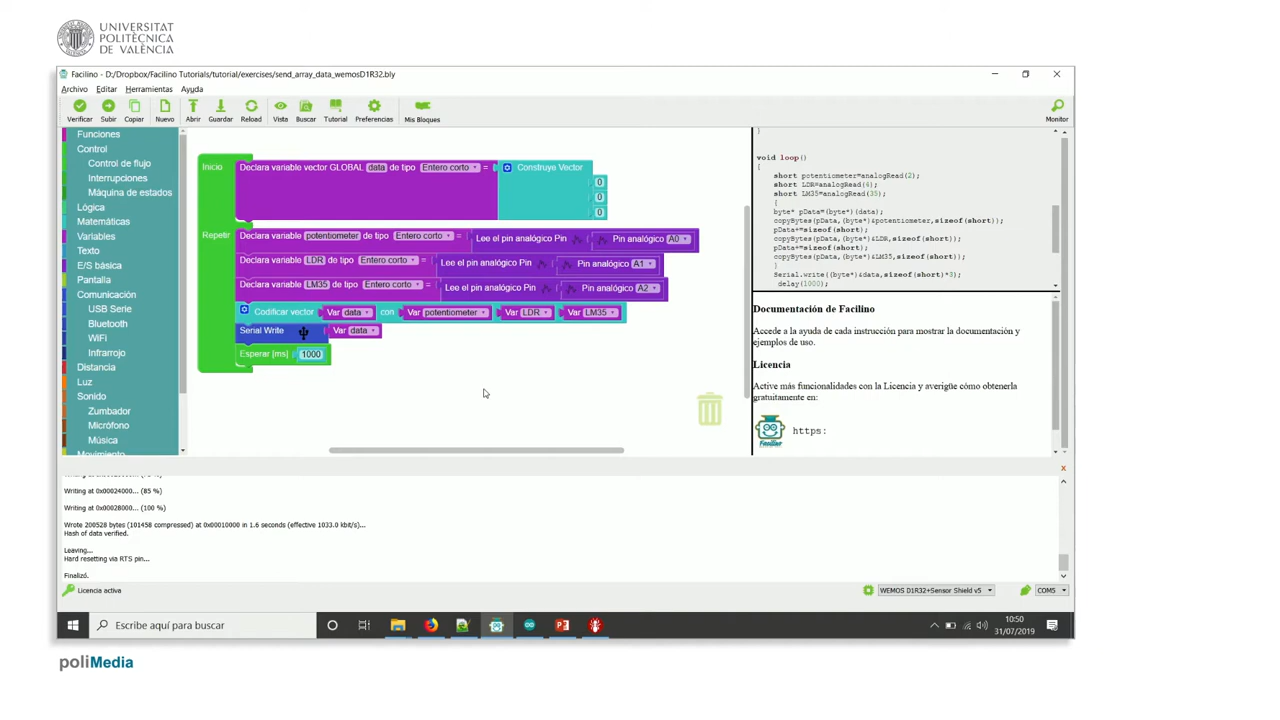 UNIVERSITAT
POLITÈCNICA
DE VALÈNCIA
Facilino - D:/Dropbox/Facilino Tutorials/tutorial/exercises/send_array_data_wemosD1R32.bly
Archivo Editar Herramientas Ayuda
Verificar Subir Copiar Nuevo Abrir Guardar Reload Vista Buscar Tutorial Preferencias Mis Bloques Monitor
Funciones
Control
Control de flujo
Interrupciones
Máquina de estados
Lógica
Matemáticas
Variables
Texto
E/S básica
Pantalla
Comunicación
USB Serie
Bluetooth
WiFi
Infrarrojo
Distancia
Luz
Sonido
Zumbador
Micrófono
Música
Movimiento
Inicio
Declara variable vector GLOBAL data de tipo Entero corto = Construye Vector
0
0
0
Repetir
Declara variable potentiometer de tipo Entero corto = Lee el pin analógico Pin Pin analógico A0
Declara variable LDR de tipo Entero corto = Lee el pin analógico Pin Pin analógico A1
Declara variable LM35 de tipo Entero corto = Lee el pin analógico Pin Pin analógico A2
Codificar vector Var data con Var potentiometer Var LDR Var LM35
Serial Write Var data
Esperar [ms] 1000
}
void loop()
{
short potentiometer=analogRead(2);
short LDR=analogRead(4);
short LM35=analogRead(35);
{
byte* pData=(byte*)(data);
copyBytes(pData,(byte*)&potentiometer,sizeof(short));
pData+=sizeof(short);
copyBytes(pData,(byte*)&LDR,sizeof(short));
pData+=sizeof(short);
copyBytes(pData,(byte*)&LM35,sizeof(short));
}
Serial.write((byte*)&data,sizeof(short)*3);
delay(1000);
Documentación de Facilino
Accede a la ayuda de cada instrucción para mostrar la documentación y
ejemplos de uso.
Licencia
Active más funcionalidades con la Licencia y averigüe cómo obtenerla
gratuitamente en:
Facilino
https:
x
Writing at 0x00024000... (85 %)
Writing at 0x00028000... (100 %)
Wrote 200528 bytes (101458 compressed) at 0x00010000 in 1.6 seconds (effective 1033.0 kbit/s)...
Hash of data verified.
Leaving...
Hard resetting via RTS pin...
Finalizó.
Licencia activa
WEMOS D1R32+Sensor Shield v5
COM5
Escribe aquí para buscar
10:50
31/07/2019
poliMedia